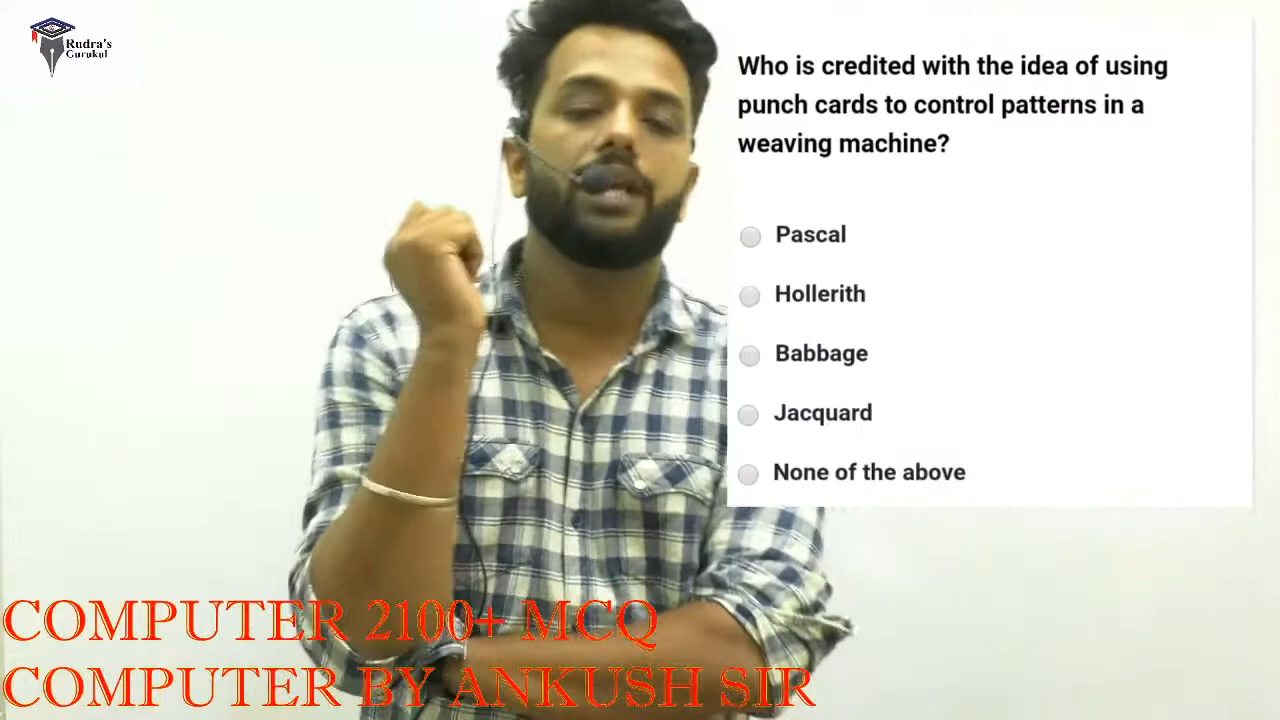 Rudra's
Gurukul
Who is credited with the idea of using
punch cards to control patterns in a
weaving machine?
Pascal
Hollerith
Babbage
Jacquard
None of the above
COMPUTER 2100+ MCQ
COMPUTER BY ANKUSH SIR